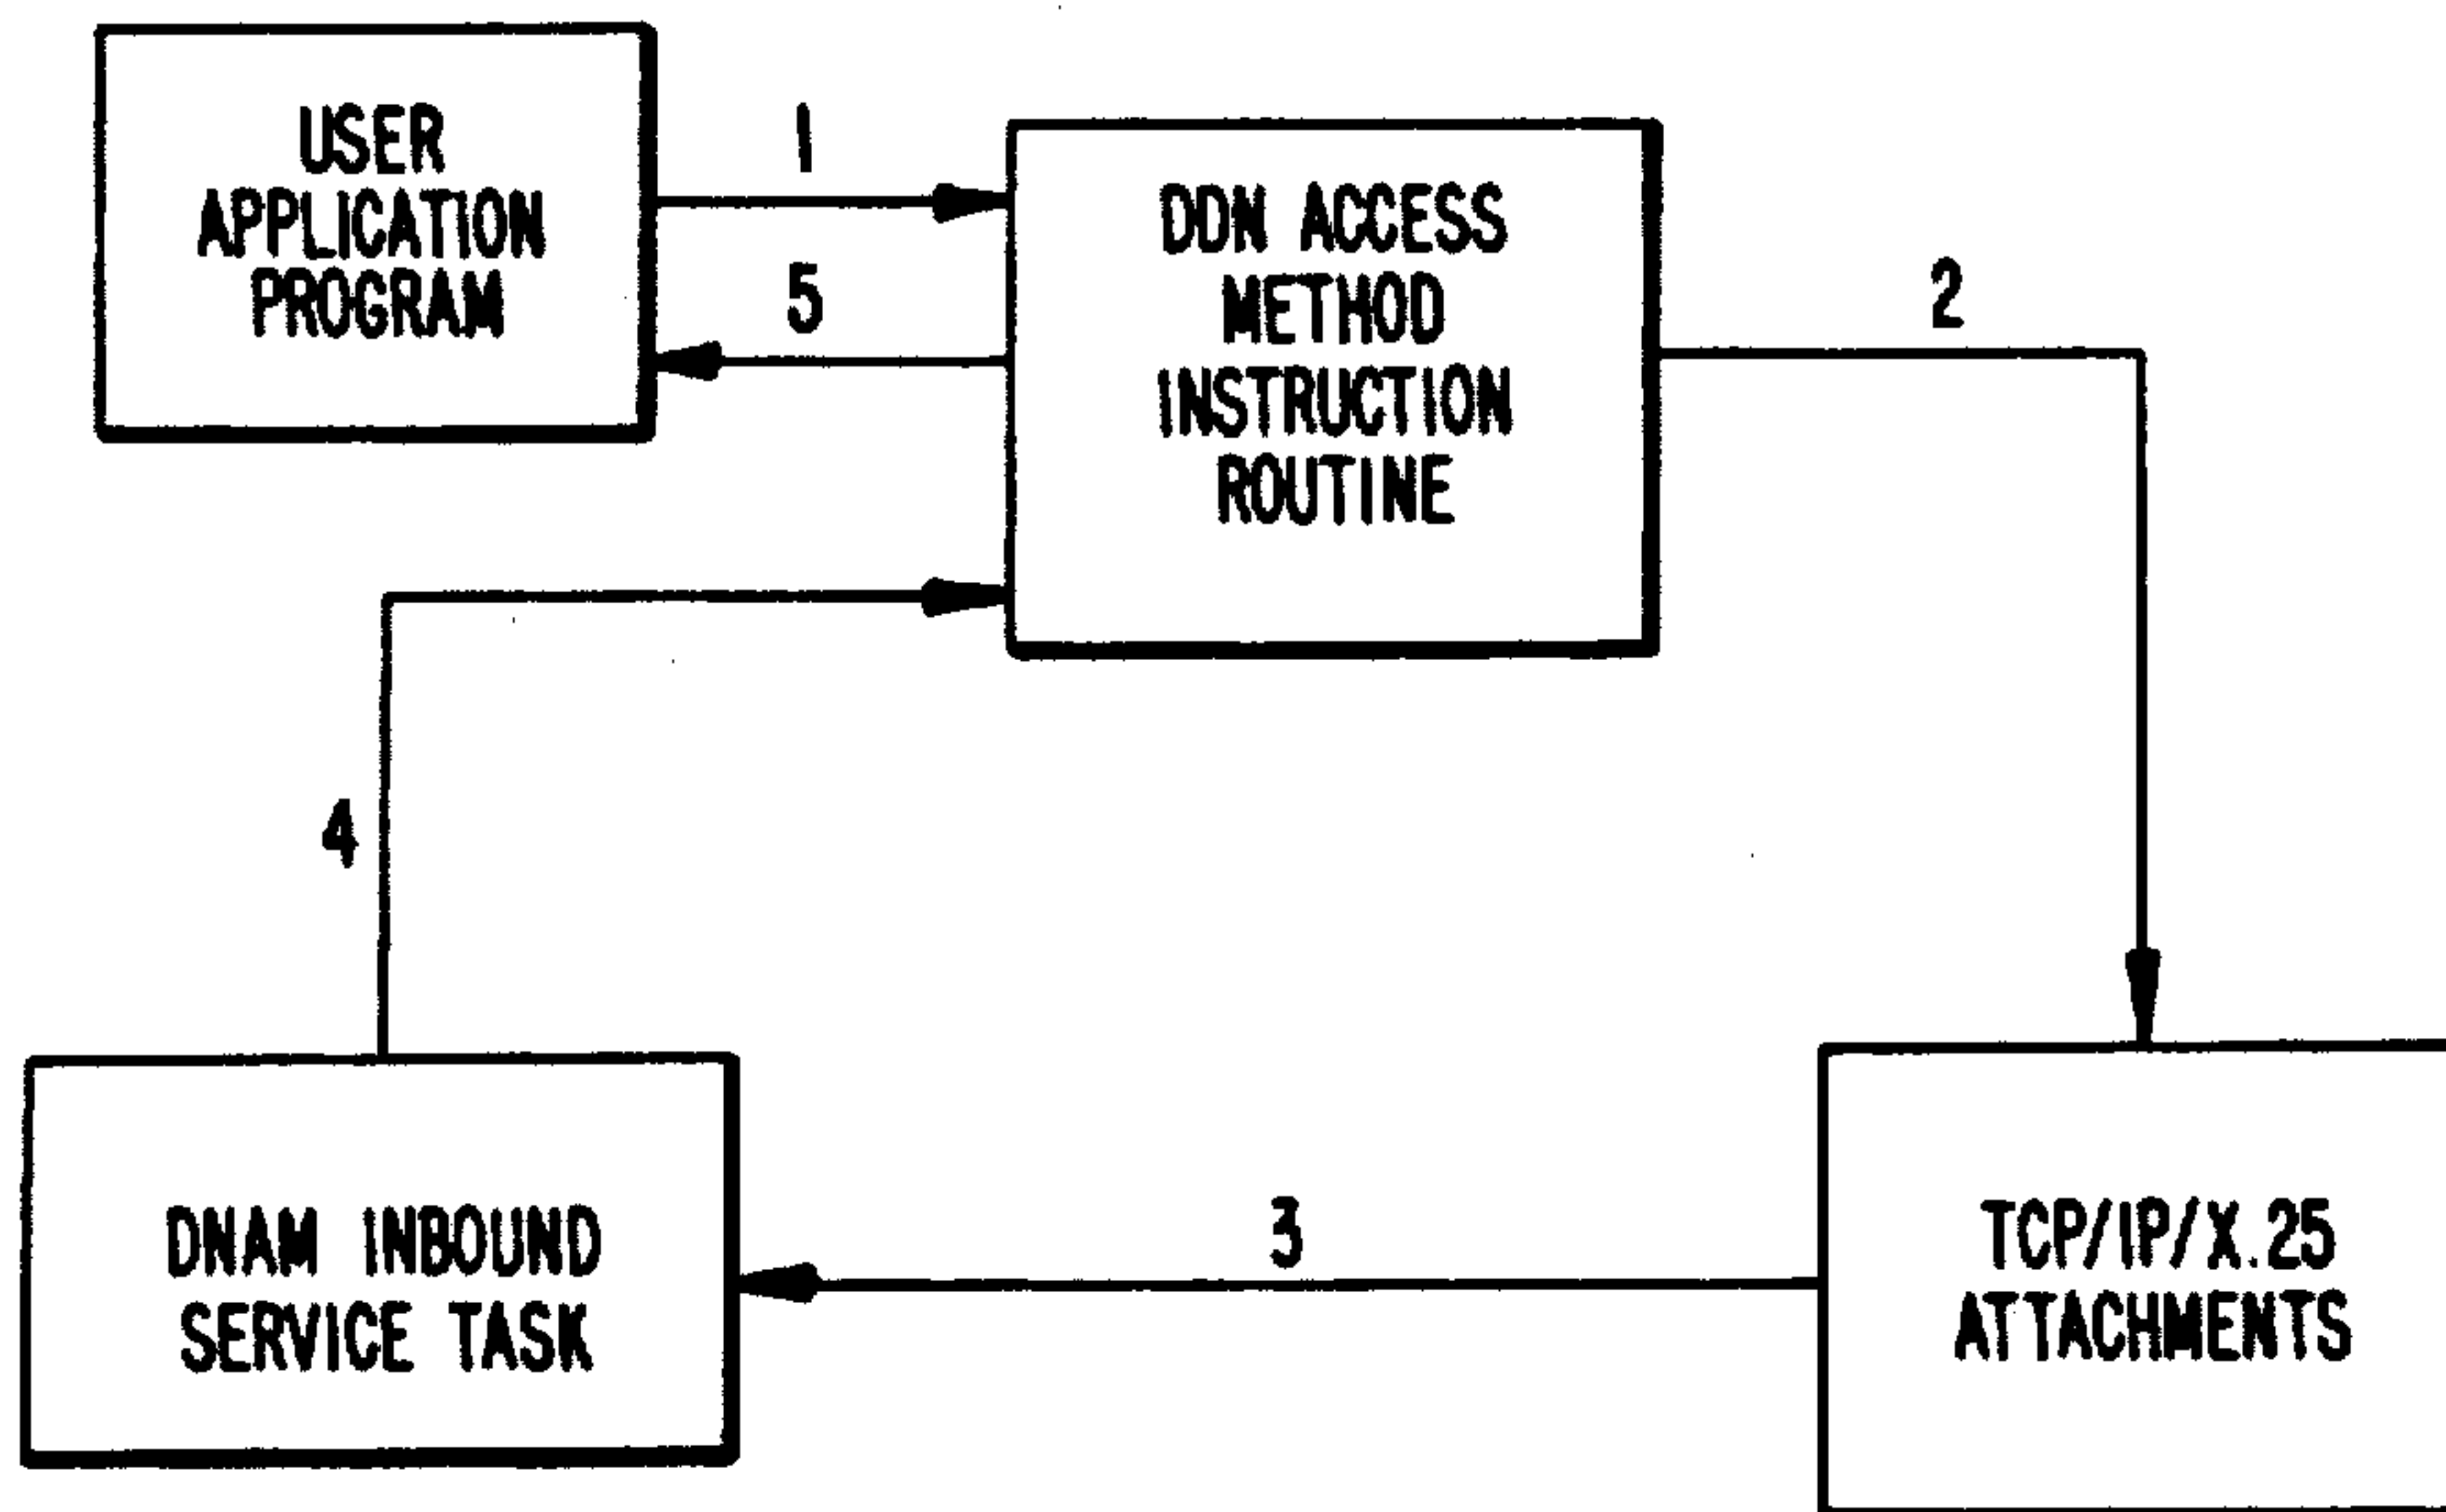 USER
APPLICATION
PROGRAM
1
5
DDN ACCESS
METHOD
INSTRUCTION
ROUTINE
2
4
DNAM INBOUND
SERVICE TASK
3
TCP/IP/X.25
ATTACHMENTS